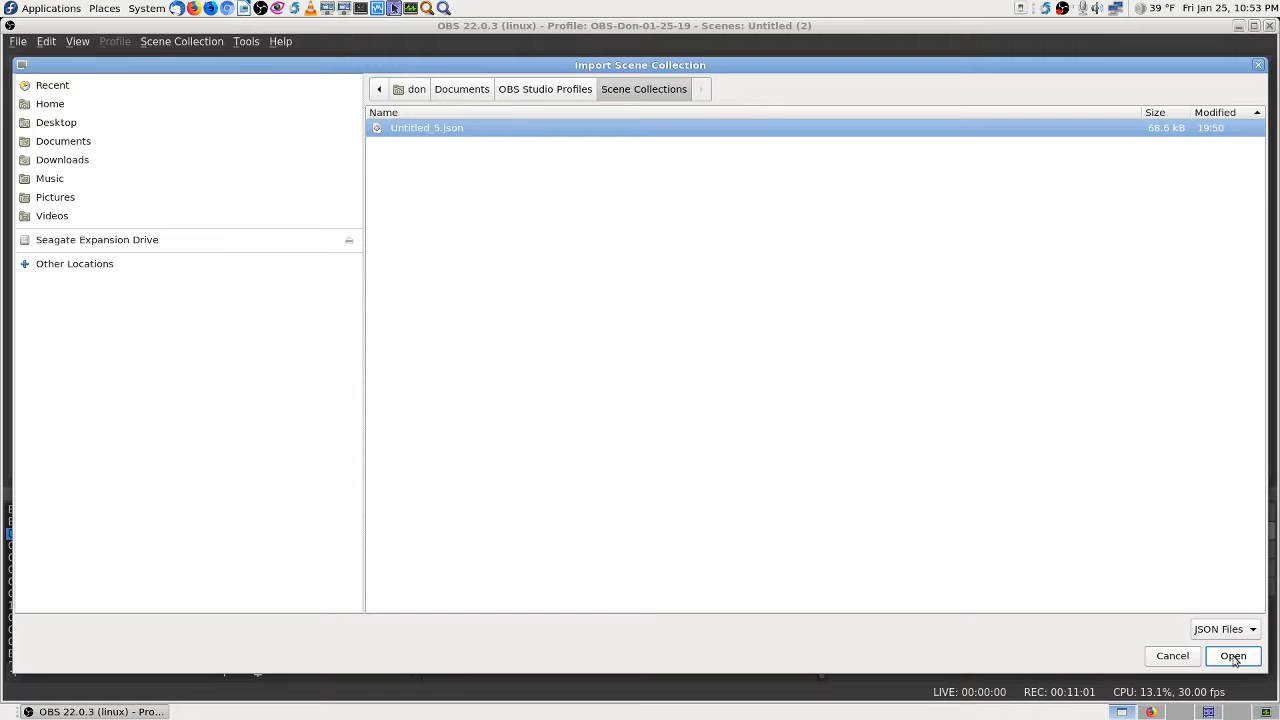 Applications Places System 39 °F Fri Jan 25, 10:53 PM
OBS 22.0.3 (linux) - Profile: OBS-Don-01-25-19 - Scenes: Untitled (2)
File Edit View Profile Scene Collection Tools Help
Import Scene Collection
Recent
Home
Desktop
Documents
Downloads
Music
Pictures
Videos
Seagate Expansion Drive
Other Locations
don Documents OBS Studio Profiles Scene Collections
Name Size Modified
Untitled_5.json 68.6 kB 19:50
JSON Files
Cancel Open
LIVE: 00:00:00 REC: 00:11:01 CPU: 13.1%, 30.00 fps
OBS 22.0.3 (linux) - Pro...